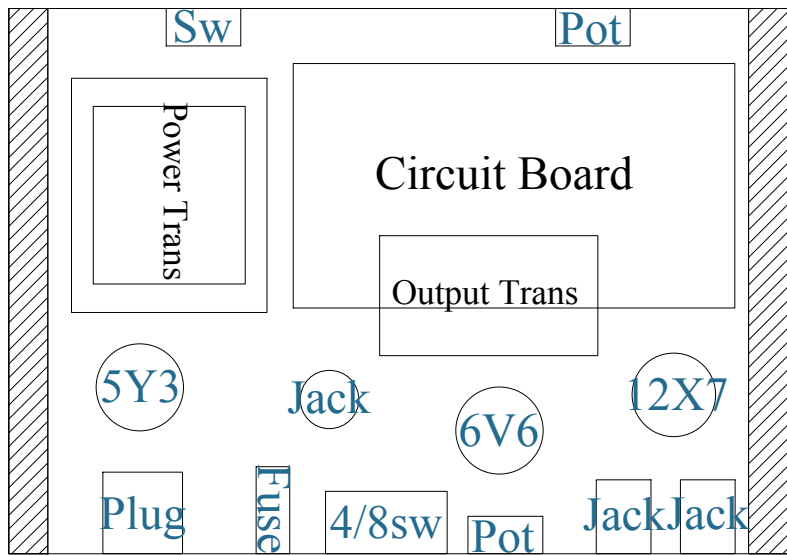 Sw
Pot
Power Trans
Circuit Board
Output Trans
5Y3
Jack
6V6
12X7
Plug
Fuse
4/8sw
Pot
Jack
Jack